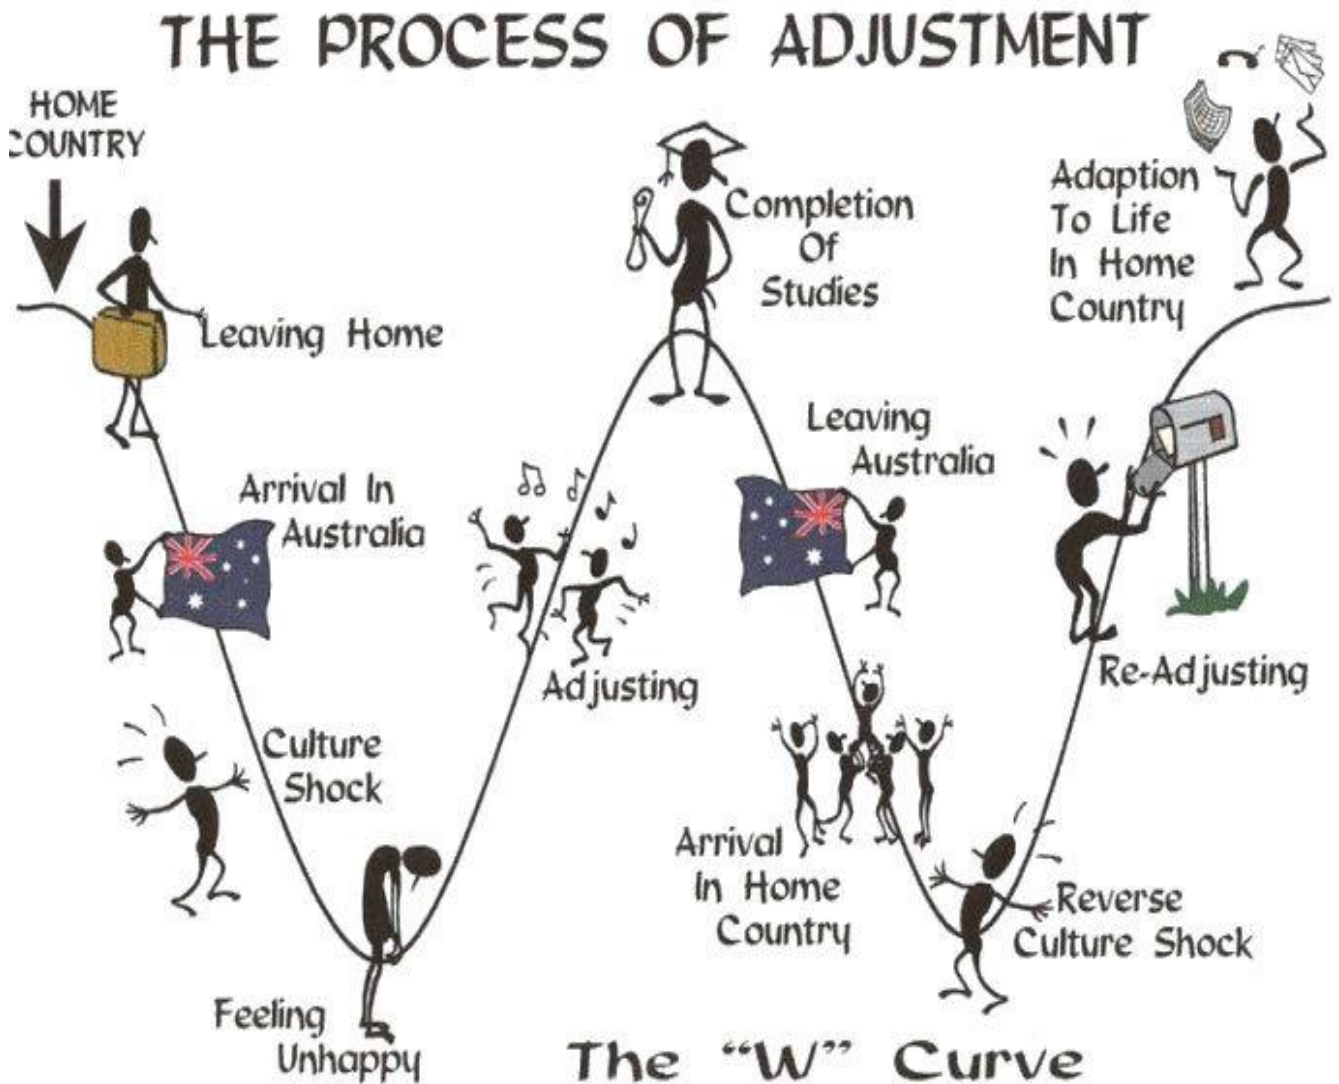 THE PROCESS OF ADJUSTMENT
HOME
COUNTRY
Leaving Home
Arrival In
Australia
Culture
Shock
Feeling
Unhappy
Adjusting
Completion
Of
Studies
Leaving
Australia
Arrival
In Home
Country
Reverse
Culture Shock
Re-Adjusting
Adaption
To Life
In Home
Country
The "W" Curve